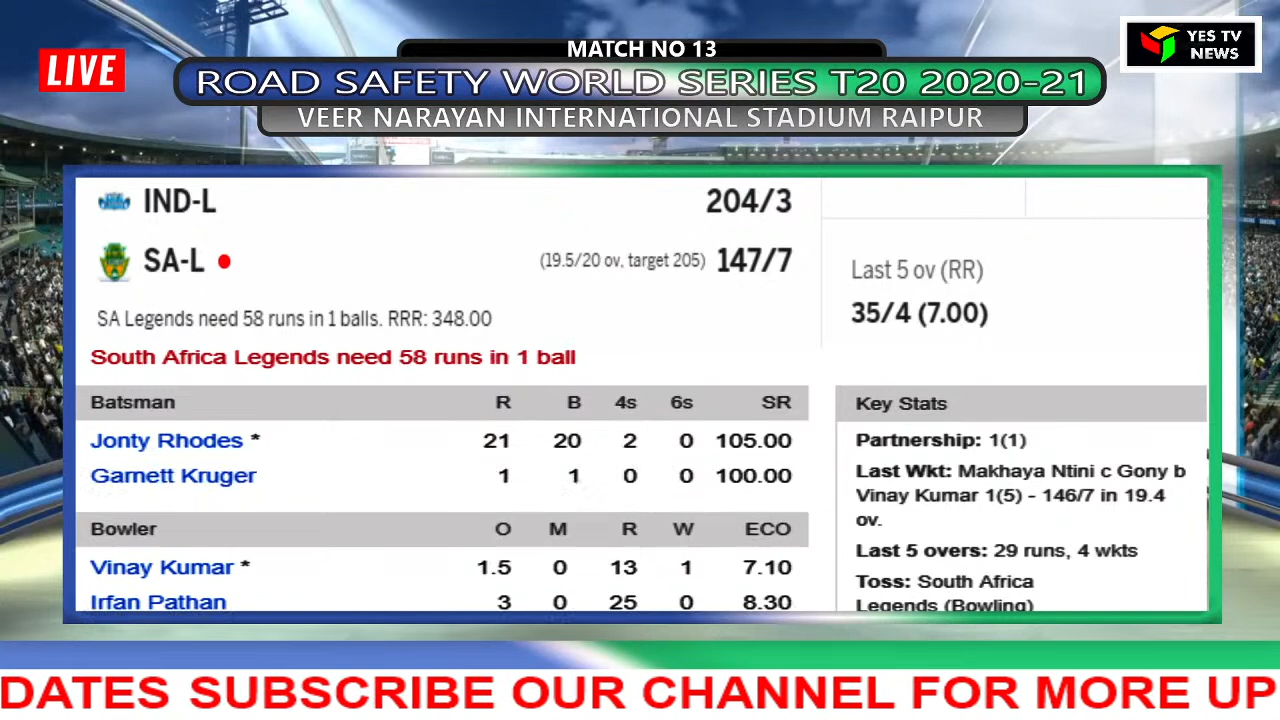 MATCH NO 13
LIVE
ROAD SAFETY WORLD SERIES T20 2020-21
YES TV
NEWS
VEER NARAYAN INTERNATIONAL STADIUM RAIPUR
IND-L 204/3
SA-L (19.5/20 ov, target 205) 147/7
Last 5 ov (RR)
35/4 (7.00)
SA Legends need 58 runs in 1 balls. RRR: 348.00
South Africa Legends need 58 runs in 1 ball
Batsman R B 4s 6s SR
Jonty Rhodes * 21 20 2 0 105.00
Garnett Kruger 1 1 0 0 100.00
Bowler O M R W ECO
Vinay Kumar * 1.5 0 13 1 7.10
Irfan Pathan 3 0 25 0 8.30
Key Stats
Partnership: 1(1)
Last Wkt: Makhaya Ntini c Gony b
Vinay Kumar 1(5) - 146/7 in 19.4
ov.
Last 5 overs: 29 runs, 4 wkts
Toss: South Africa
Legends (Bowling)
DATES SUBSCRIBE OUR CHANNEL FOR MORE UP